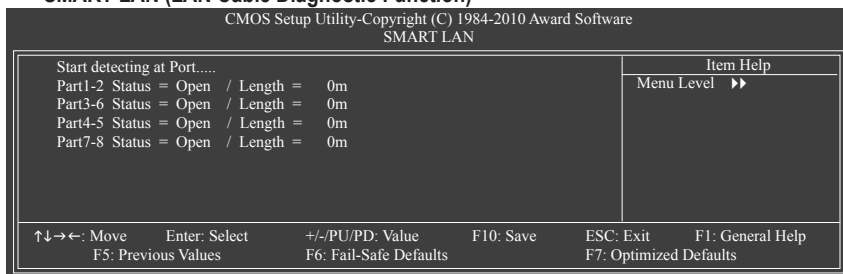 SMART LAN (LAN Cable Diagnostic Function)
CMOS Setup Utility-Copyright (C) 1984-2010 Award Software
SMART LAN
Start detecting at Port.....
Part1-2 Status = Open / Length = 0m
Part3-6 Status = Open / Length = 0m
Part4-5 Status = Open / Length = 0m
Part7-8 Status = Open / Length = 0m
Item Help
Menu Level ►►
↑↓→←: Move Enter: Select +/-/PU/PD: Value F10: Save ESC: Exit F1: General Help
F5: Previous Values F6: Fail-Safe Defaults F7: Optimized Defaults